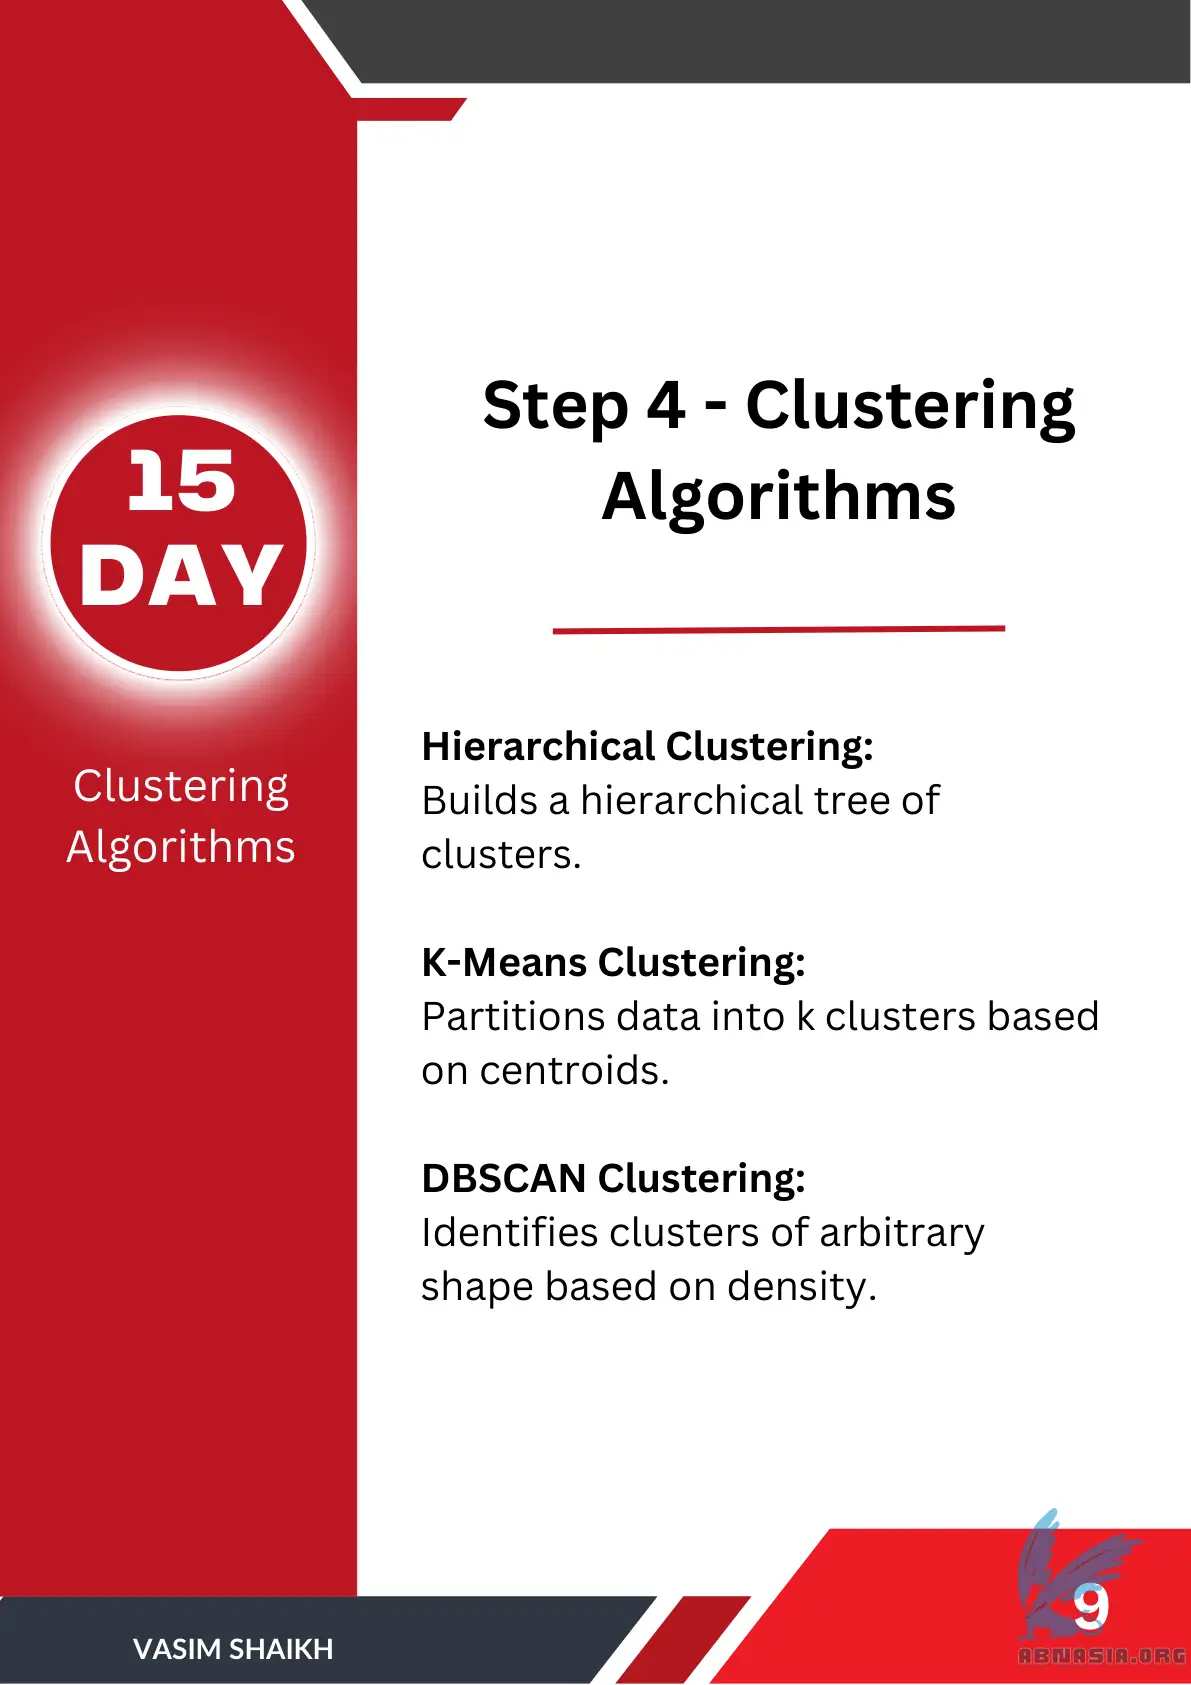 15
DAY
Clustering
Algorithms
Step 4 - Clustering
Algorithms
Hierarchical Clustering:
Builds a hierarchical tree of
clusters.
K-Means Clustering:
Partitions data into k clusters based
on centroids.
DBSCAN Clustering:
Identifies clusters of arbitrary
shape based on density.
VASIM SHAIKH
9
ABNASIA.ORG